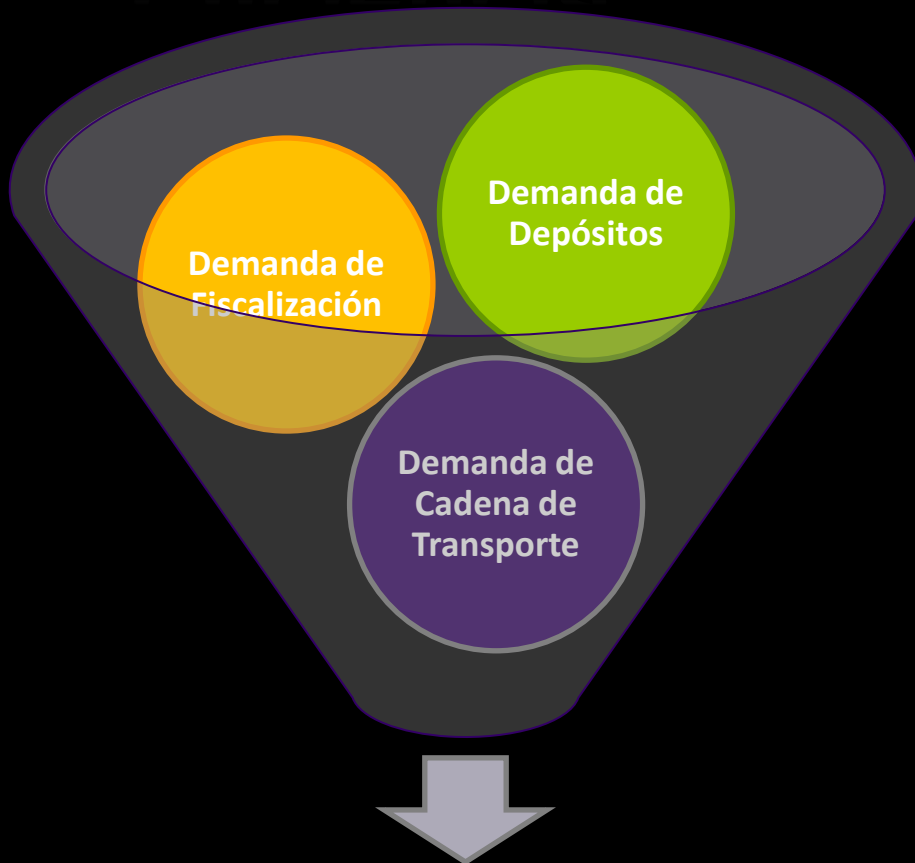 Demanda de
Depósitos
Demanda de
Fiscalización
Demanda de
Cadena de
Transporte